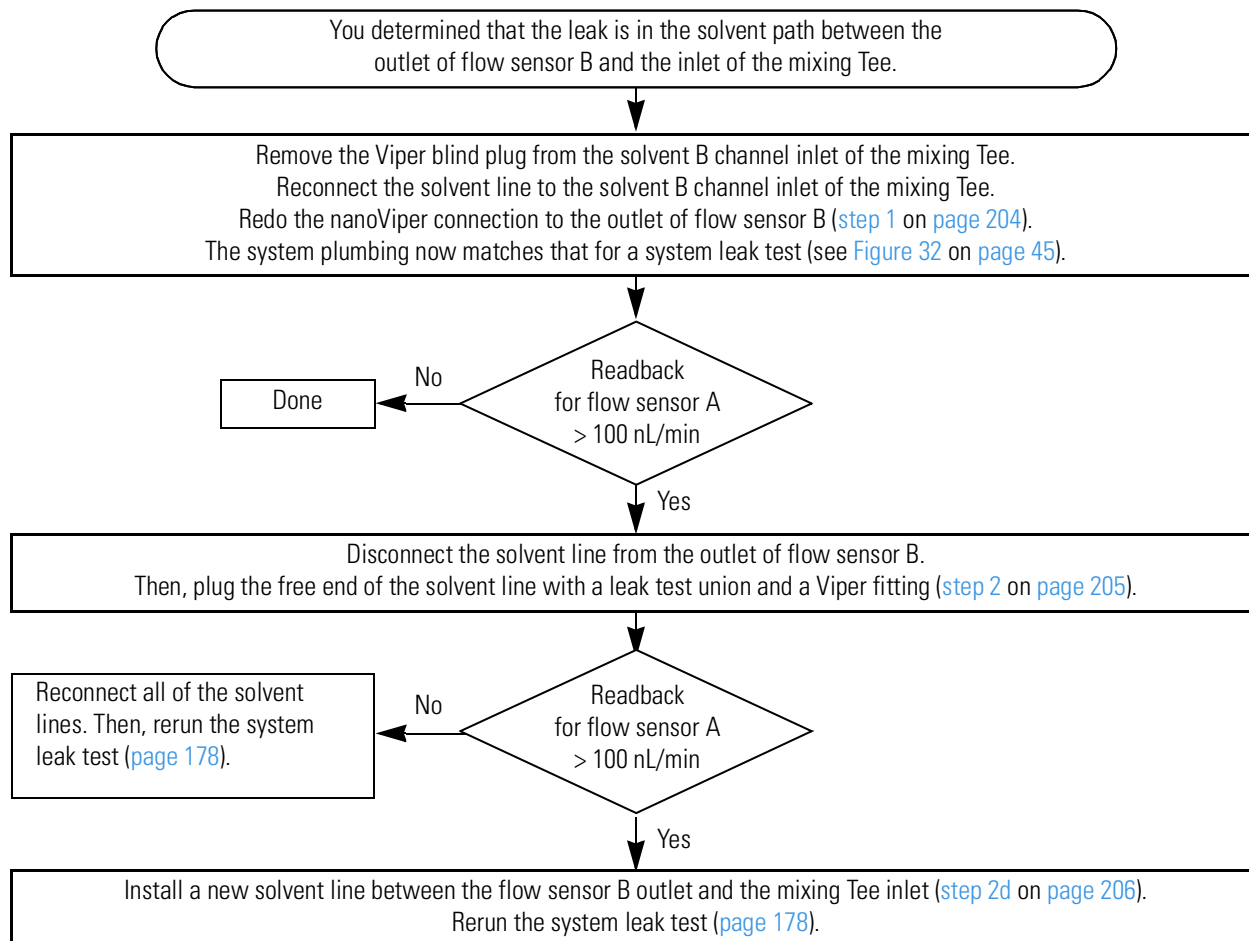 You determined that the leak is in the solvent path between the
outlet of flow sensor B and the inlet of the mixing Tee.
Remove the Viper blind plug from the solvent B channel inlet of the mixing Tee.
Reconnect the solvent line to the solvent B channel inlet of the mixing Tee.
Redo the nanoViper connection to the outlet of flow sensor B (step 1 on page 204).
The system plumbing now matches that for a system leak test (see Figure 32 on page 45).
Readback
for flow sensor A
> 100 nL/min
No
Done
Yes
Disconnect the solvent line from the outlet of flow sensor B.
Then, plug the free end of the solvent line with a leak test union and a Viper fitting (step 2 on page 205).
Readback
for flow sensor A
> 100 nL/min
No
Reconnect all of the solvent
lines. Then, rerun the system
leak test (page 178).
Yes
Install a new solvent line between the flow sensor B outlet and the mixing Tee inlet (step 2d on page 206).
Rerun the system leak test (page 178).